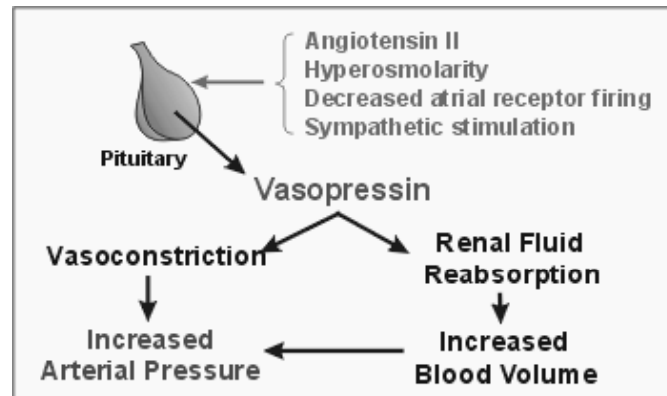 Angiotensin II
Hyperosmolarity
Decreased atrial receptor firing
Sympathetic stimulation
Pituitary
Vasopressin
Vasoconstriction
Renal Fluid
Reabsorption
Increased
Arterial Pressure
Increased
Blood Volume